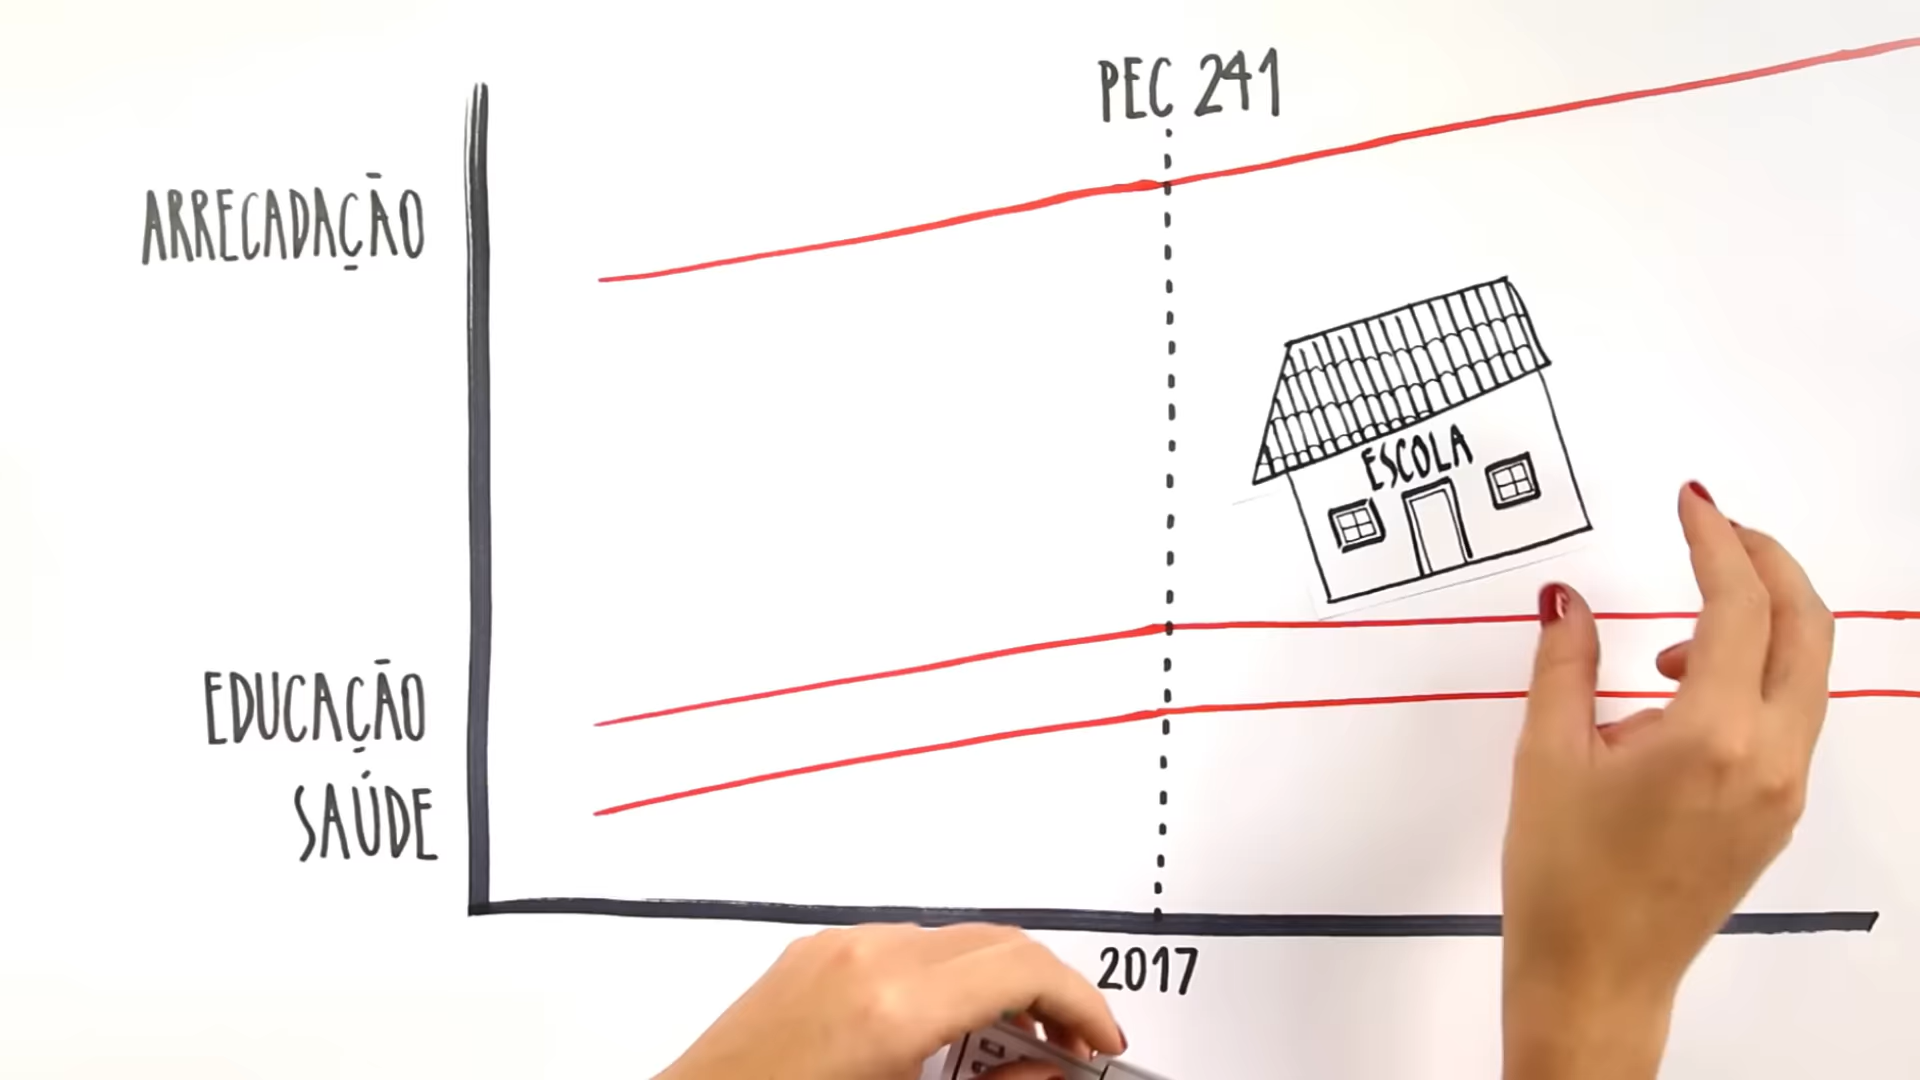 PEC 241
ARRECADAÇÃO
ESCOLA
EDUCAÇÃO
SAÚDE
2017